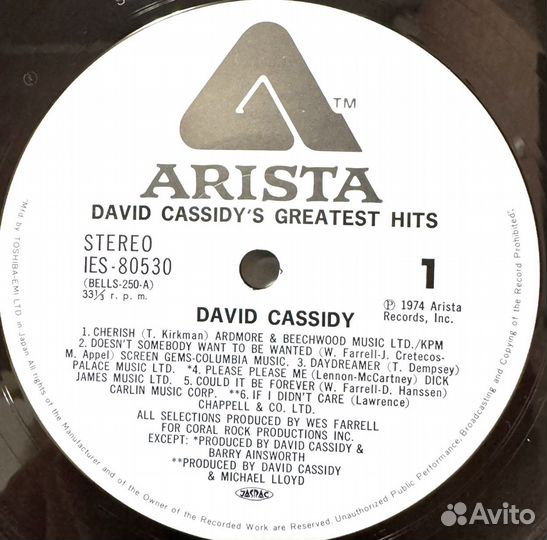 TM
ARISTA
DAVID CASSIDY'S GREATEST HITS
STEREO
IES-80530
(BELLS-250-A)
33⅓ r. p. m.
1
Ⓟ 1974 Arista
Records, Inc.
DAVID CASSIDY
1. CHERISH (T. Kirkman) ARDMORE & BEECHWOOD MUSIC LTD./KPM
2. DOESN'T SOMEBODY WANT TO BE WANTED (W. Farrell-J. Cretecos-
M. Appel) SCREEN GEMS-COLUMBIA MUSIC. 3. DAYDREAMER (T. Dempsey)
PALACE MUSIC LTD. *4. PLEASE PLEASE ME (Lennon-McCartney) DICK
JAMES MUSIC LTD. 5. COULD IT BE FOREVER (W. Farrell-D. Hanssen)
CARLIN MUSIC CORP. **6. IF I DIDN'T CARE (Lawrence)
CHAPPELL & CO. LTD.
ALL SELECTIONS PRODUCED BY WES FARRELL
FOR CORAL ROCK PRODUCTIONS INC.
EXCEPT: *PRODUCED BY DAVID CASSIDY &
BARRY AINSWORTH
**PRODUCED BY DAVID CASSIDY
& MICHAEL LLOYD
JASRAC
Mfd by TOSHIBA-EMI LTD in Japan All rights of the Manufacturer and of the Owner of the Recorded Work are Reserved. Unauthorized Public Performance, Broadcasting and Copying of the Record Prohibited.
Avito